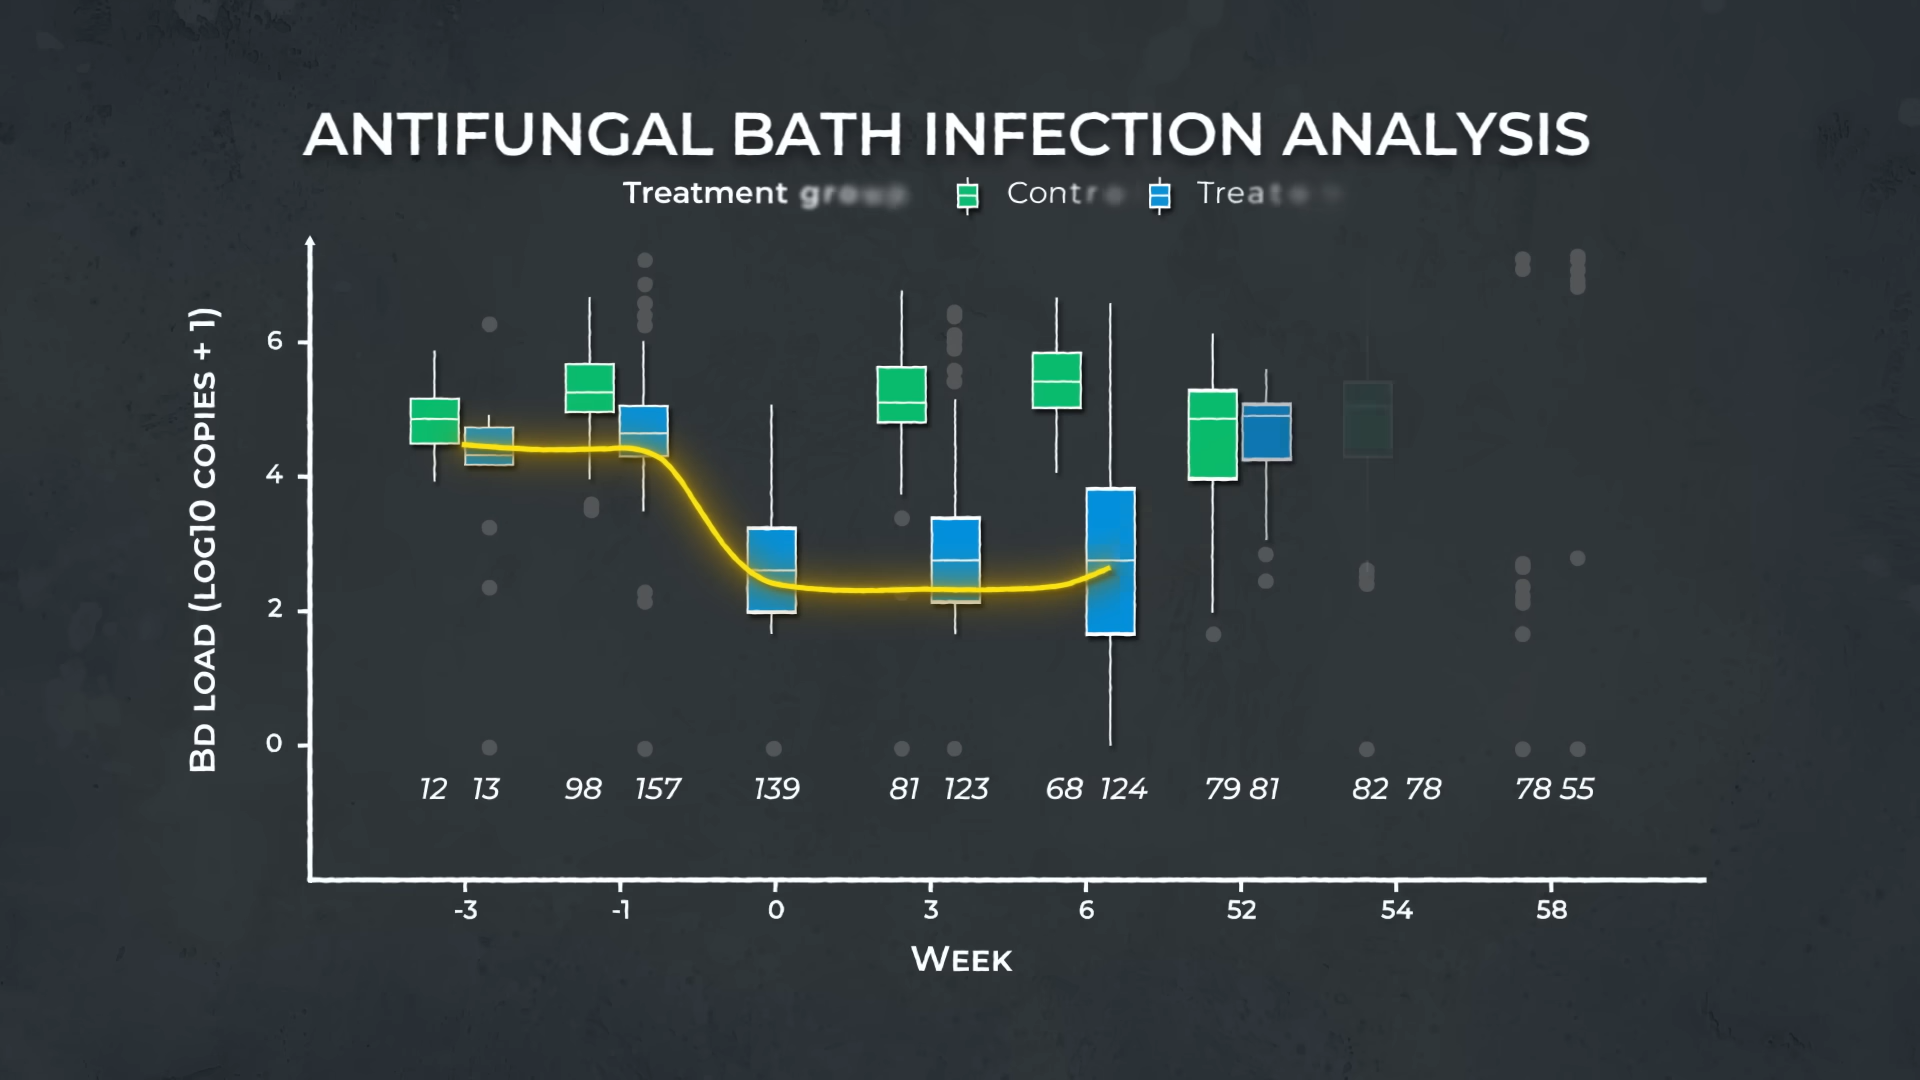 ANTIFUNGAL BATH INFECTION ANALYSIS
Treatment group
BD LOAD (LOG10 COPIES + 1)
6
4
2
0
12 13 98 157 139 81 123 68 124 79 81 82 78 78 55
-3 -1 0 3 6 52 54 58
WEEK